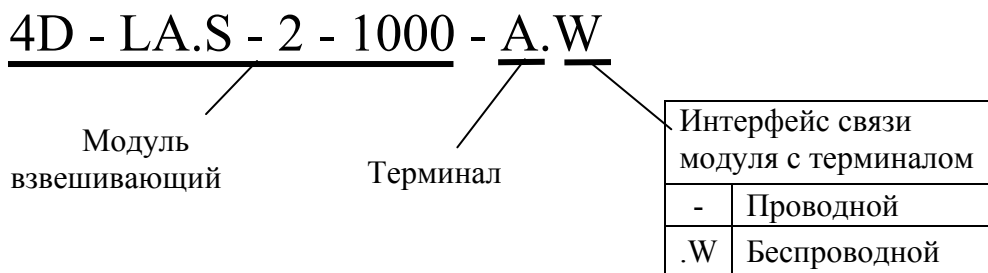 4D - LA.S - 2 - 1000 - A.W
Модуль
взвешивающий
Терминал
Интерфейс связи
модуля с терминалом
- Проводной
.W Беспроводной